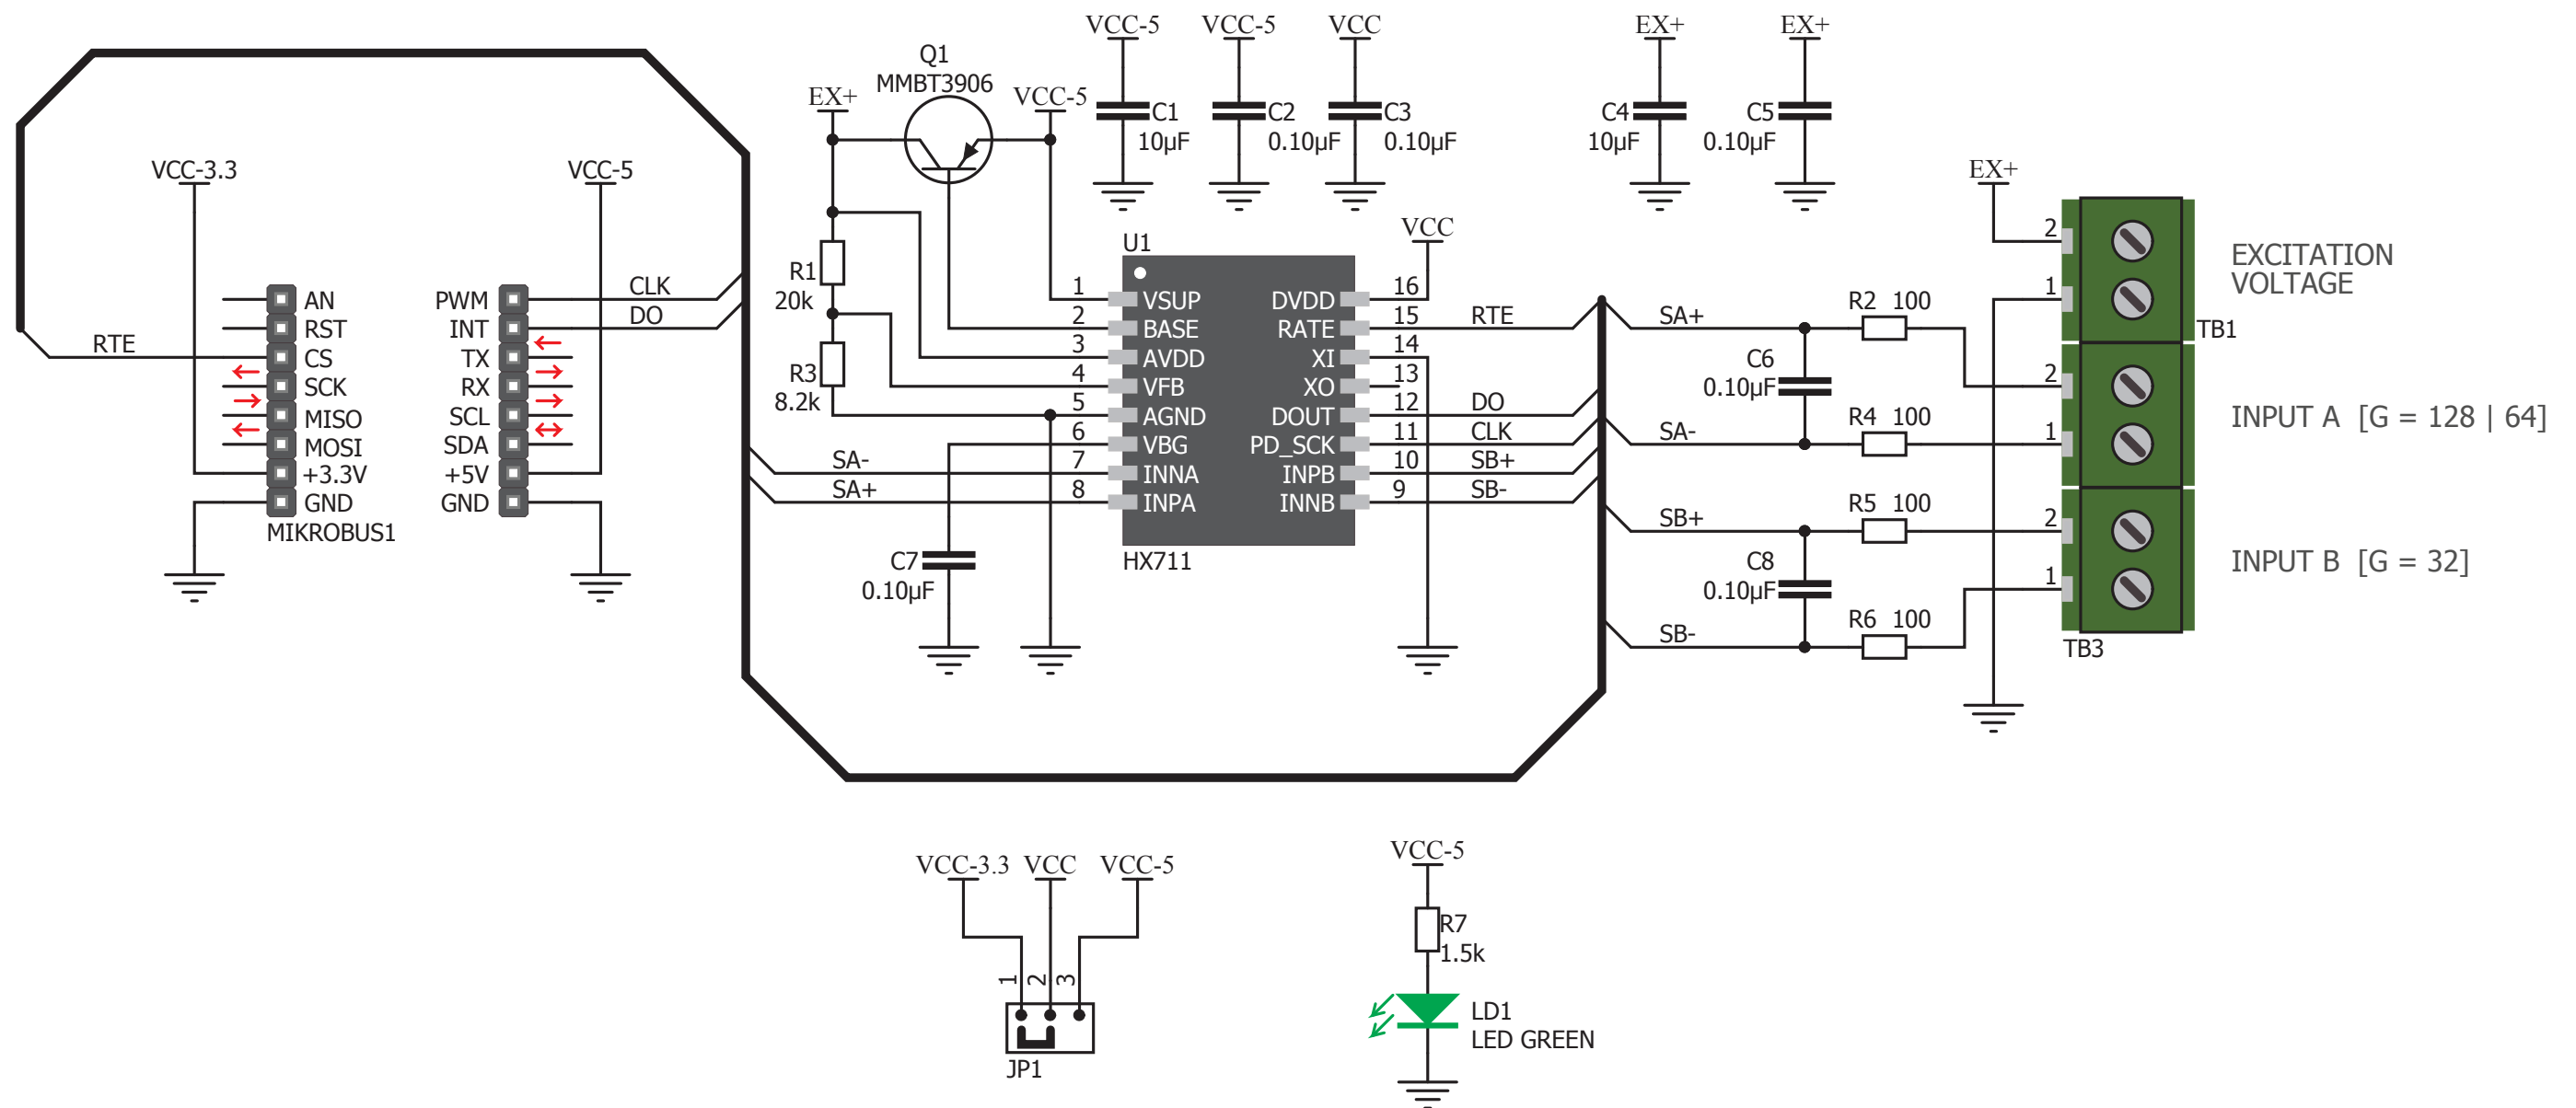 VCC-5
VCC-5
VCC
EX+
EX+
Q1
MMBT3906
EX+
VCC-5
C1
10µF
C2
0.10µF
C3
0.10µF
C4
10µF
C5
0.10µF
VCC-3.3
VCC-5
EX+
VCC
AN
RST
CS
SCK
MISO
MOSI
+3.3V
GND
RTE
MIKROBUS1
PWM
INT
TX
RX
SCL
SDA
+5V
GND
CLK
DO
R1
20k
R3
8.2k
SA-
SA+
C7
0.10µF
U1
1 VSUP
2 BASE
3 AVDD
4 VFB
5 AGND
6 VBG
7 INNA
8 INPA
DVDD 16
RATE 15 RTE
XI 14
XO 13
DOUT 12 DO
PD_SCK 11 CLK
INPB 10 SB+
INNB 9 SB-
HX711
SA+
R2 100
C6
0.10µF
SA-
R4 100
SB+
R5 100
C8
0.10µF
SB-
R6 100
2
1
2
1
2
1
TB1
TB3
EXCITATION
VOLTAGE
INPUT A [G = 128 | 64]
INPUT B [G = 32]
VCC-3.3 VCC VCC-5
1
2
3
JP1
VCC-5
R7
1.5k
LD1
LED GREEN